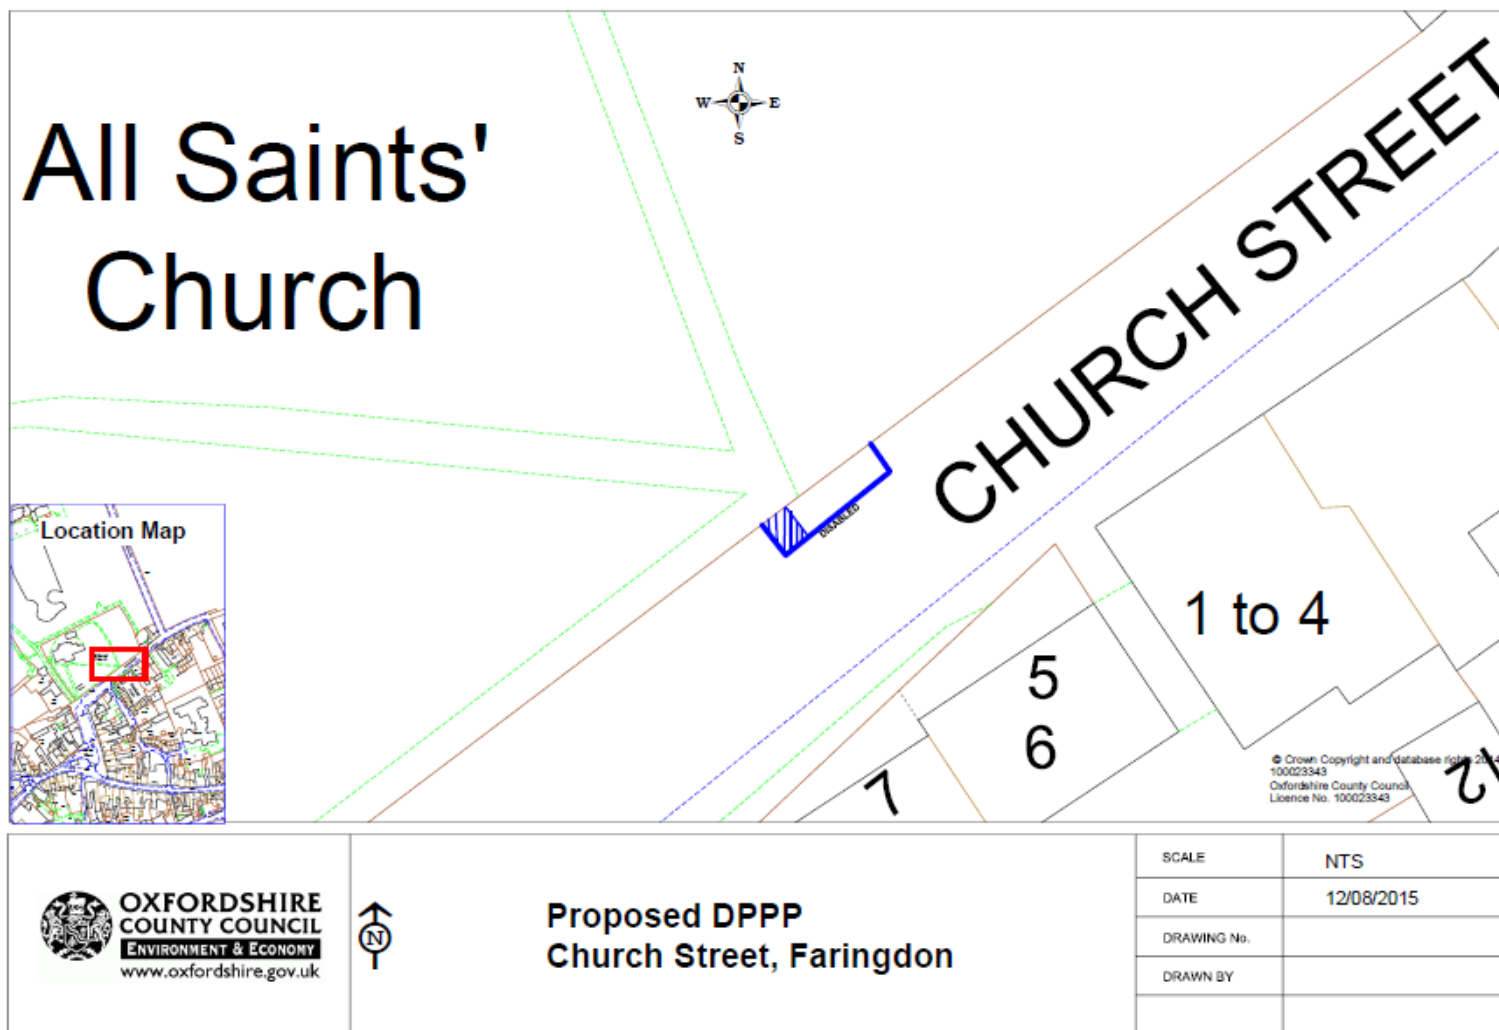 All Saints'
Church
N
W E
S
CHURCH STREET
DISABLED
Location Map
1 to 4
5
6
7
12
© Crown Copyright and database rights 2014
100023343
Oxfordshire County Council
Licence No. 100023343
OXFORDSHIRE
COUNTY COUNCIL
ENVIRONMENT & ECONOMY
www.oxfordshire.gov.uk
N
Proposed DPPP
Church Street, Faringdon
SCALE NTS
DATE 12/08/2015
DRAWING No.
DRAWN BY